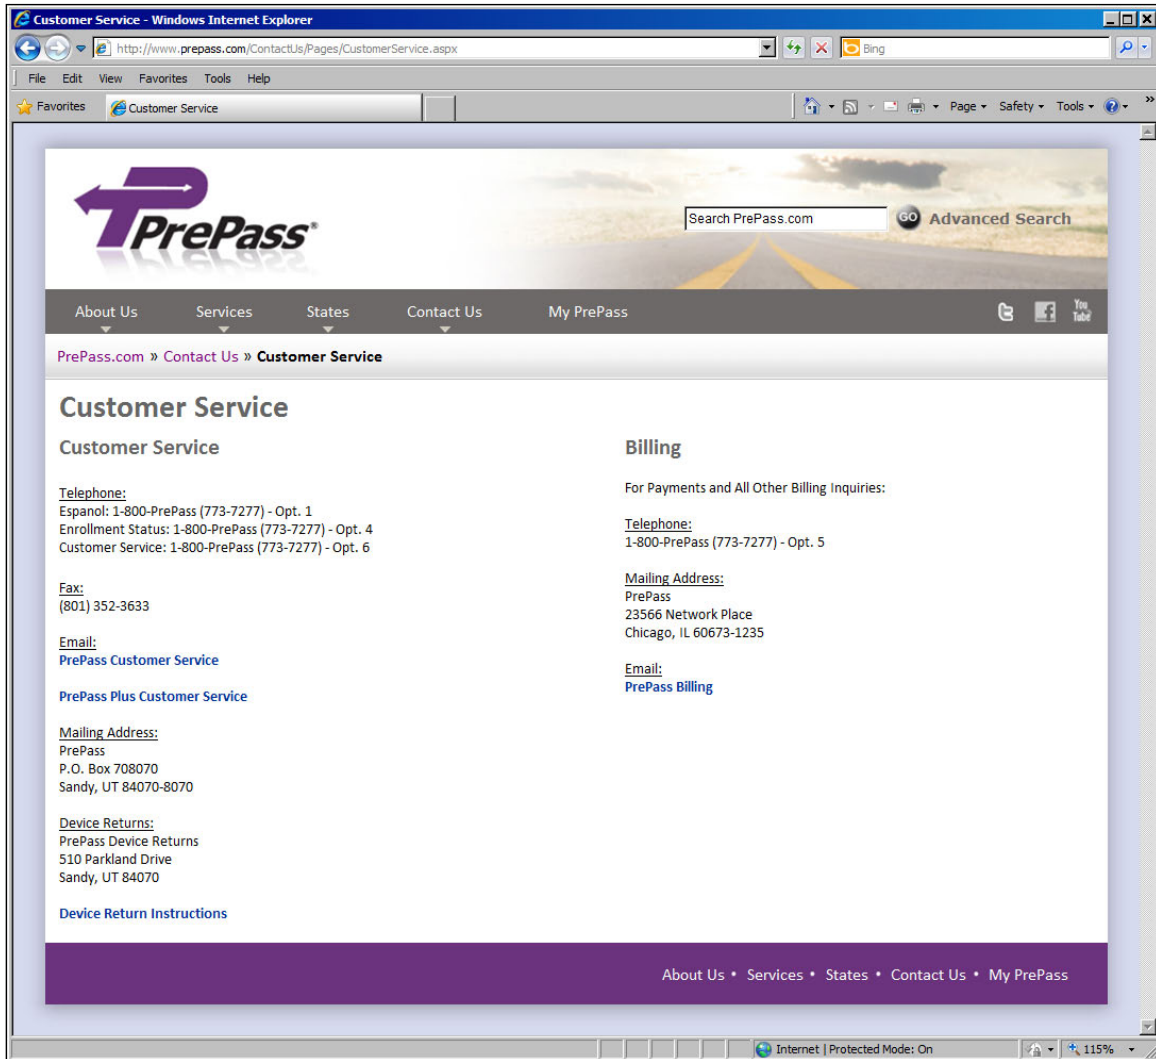 Customer Service - Windows Internet Explorer
http://www.prepass.com/ContactUs/Pages/CustomerService.aspx
Bing
File Edit View Favorites Tools Help
Favorites Customer Service Page Safety Tools »
PrePass®
Search PrePass.com GO Advanced Search
About Us Services States Contact Us My PrePass You Tube
PrePass.com » Contact Us » Customer Service
Customer Service
Customer Service
Telephone:
Espanol: 1-800-PrePass (773-7277) - Opt. 1
Enrollment Status: 1-800-PrePass (773-7277) - Opt. 4
Customer Service: 1-800-PrePass (773-7277) - Opt. 6
Fax:
(801) 352-3633
Email:
PrePass Customer Service
PrePass Plus Customer Service
Mailing Address:
PrePass
P.O. Box 708070
Sandy, UT 84070-8070
Device Returns:
PrePass Device Returns
510 Parkland Drive
Sandy, UT 84070
Device Return Instructions
Billing
For Payments and All Other Billing Inquiries:
Telephone:
1-800-PrePass (773-7277) - Opt. 5
Mailing Address:
PrePass
23566 Network Place
Chicago, IL 60673-1235
Email:
PrePass Billing
About Us • Services • States • Contact Us • My PrePass
Internet | Protected Mode: On 115%